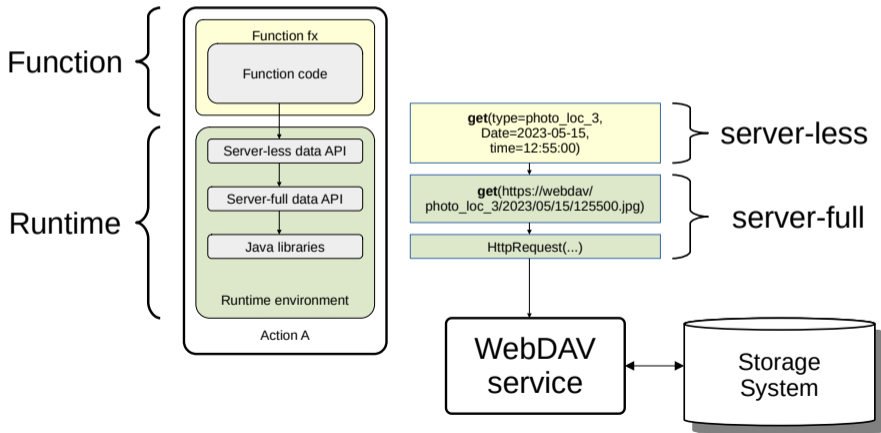 Function
Function fx
Function code
Runtime
Server-less data API
Server-full data API
Java libraries
Runtime environment
Action A
get(type=photo_loc_3,
Date=2023-05-15,
time=12:55:00)
server-less
get(https://webdav/
photo_loc_3/2023/05/15/125500.jpg)
server-full
HttpRequest(...)
WebDAV
service
Storage
System